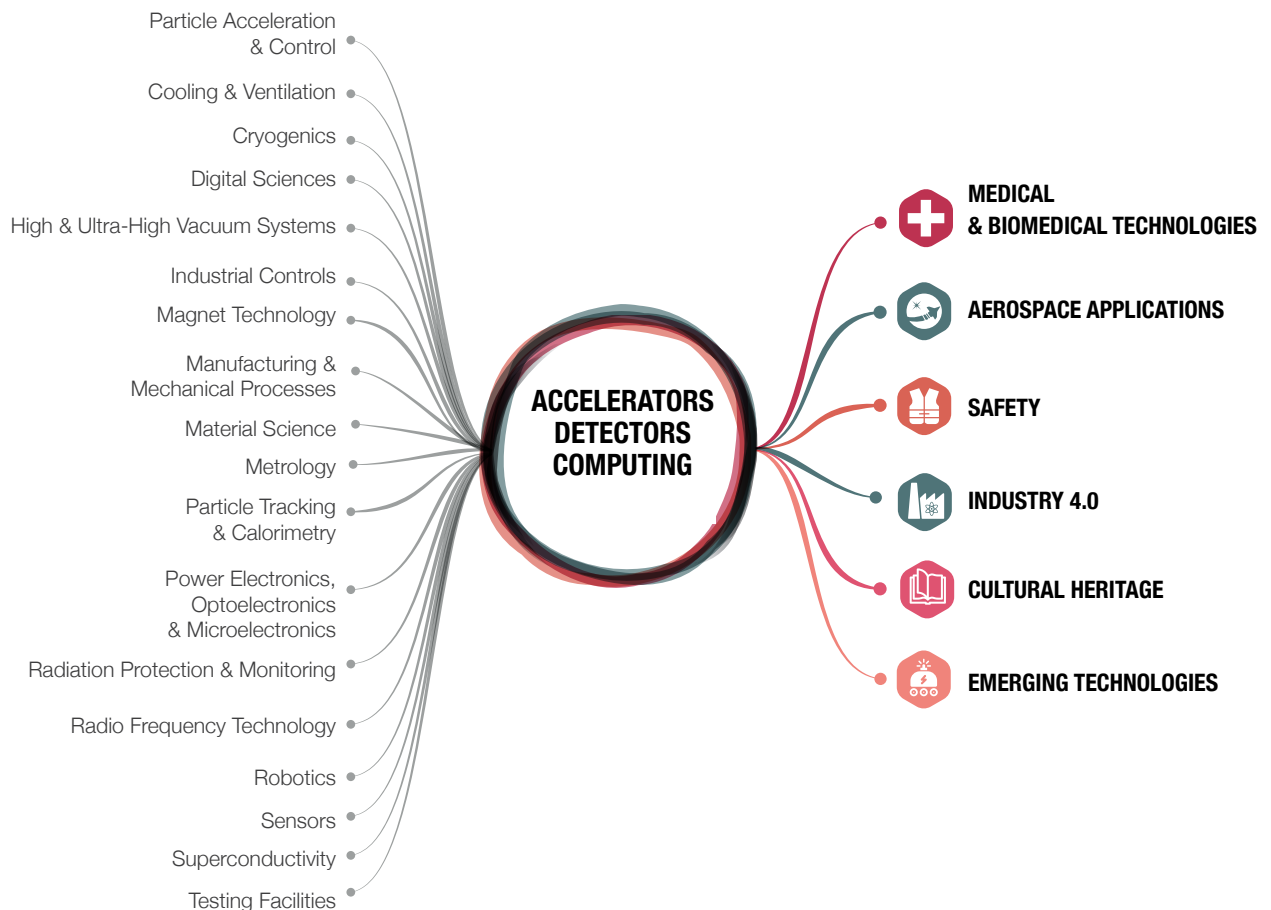 Particle Acceleration
& Control
Cooling & Ventilation
Cryogenics
Digital Sciences
High & Ultra-High Vacuum Systems
Industrial Controls
Magnet Technology
Manufacturing &
Mechanical Processes
Material Science
Metrology
Particle Tracking
& Calorimetry
Power Electronics,
Optoelectronics
& Microelectronics
Radiation Protection & Monitoring
Radio Frequency Technology
Robotics
Sensors
Superconductivity
Testing Facilities
ACCELERATORS
DETECTORS
COMPUTING
MEDICAL
& BIOMEDICAL TECHNOLOGIES
AEROSPACE APPLICATIONS
SAFETY
INDUSTRY 4.0
CULTURAL HERITAGE
EMERGING TECHNOLOGIES